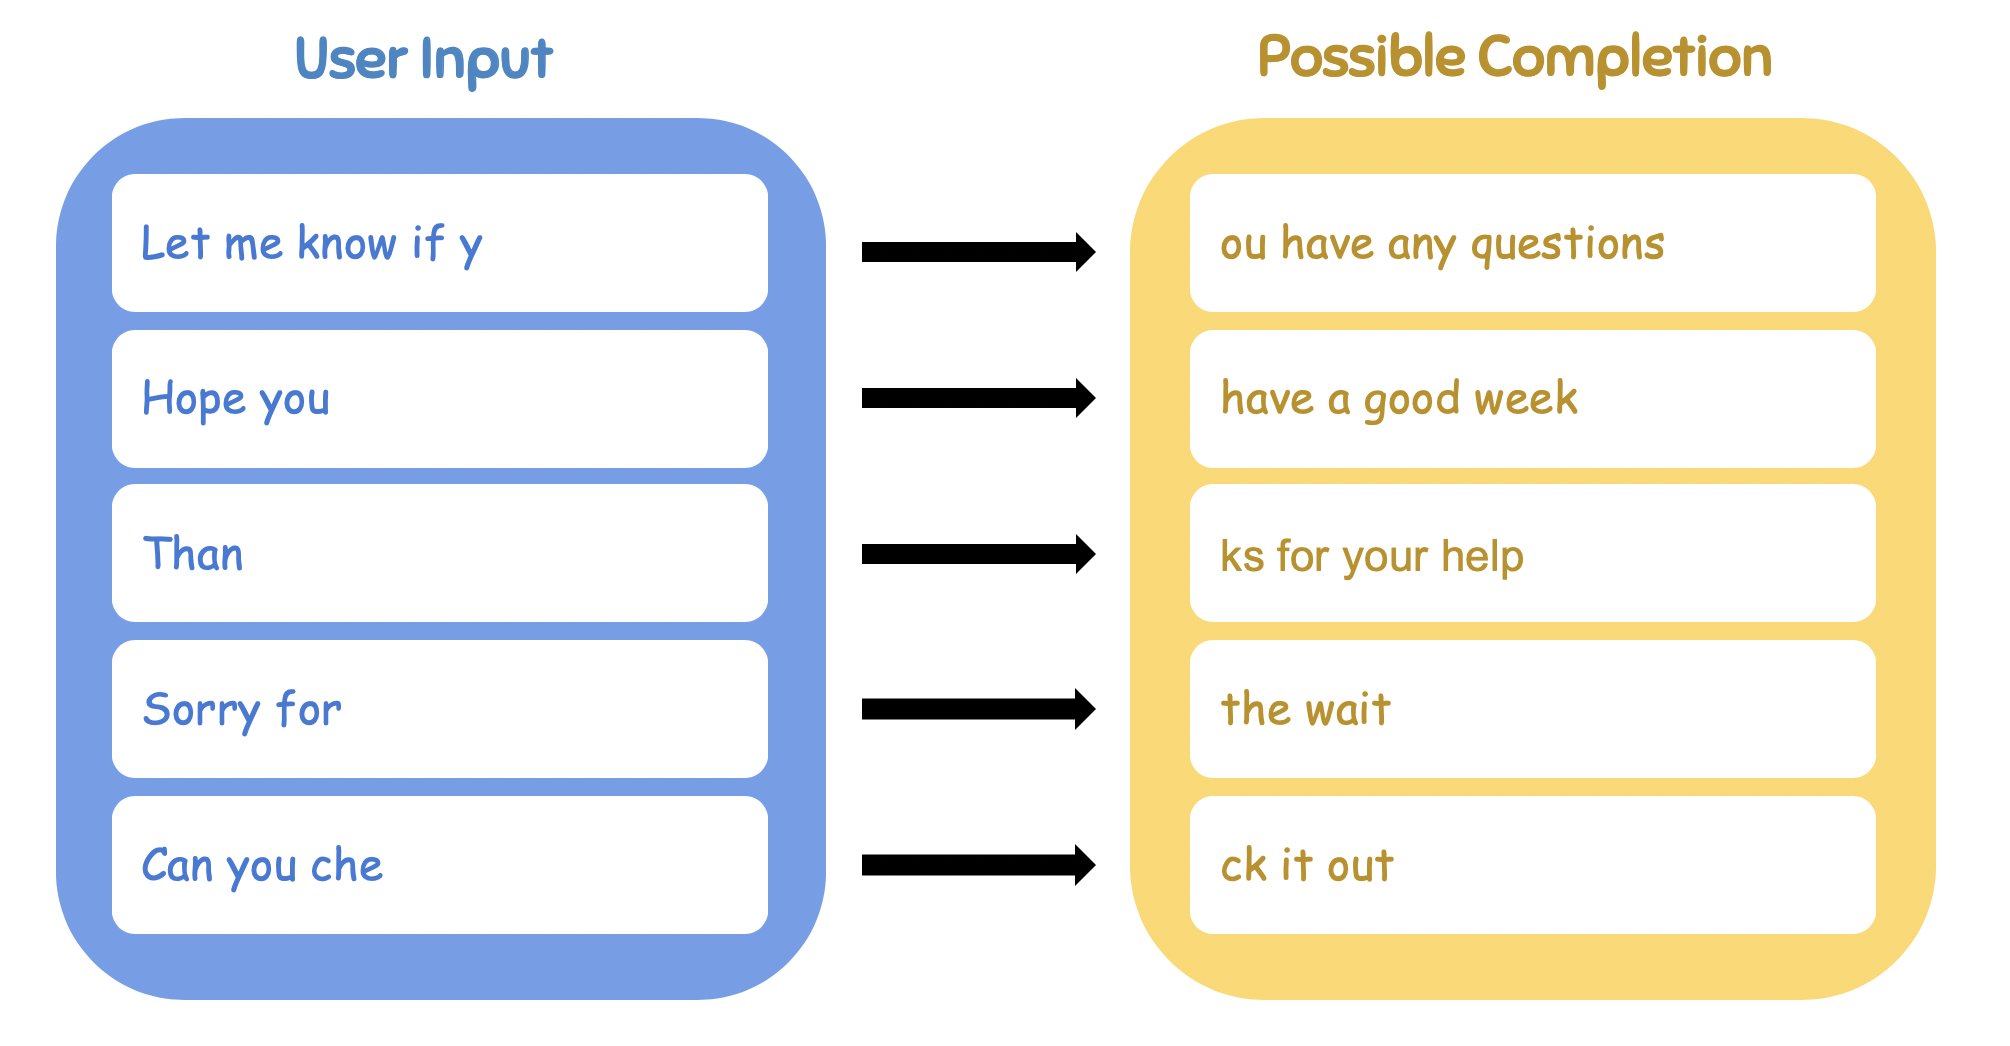 User Input
Possible Completion
Let me know if y
ou have any questions
Hope you
have a good week
Than
ks for your help
Sorry for
the wait
Can you che
ck it out